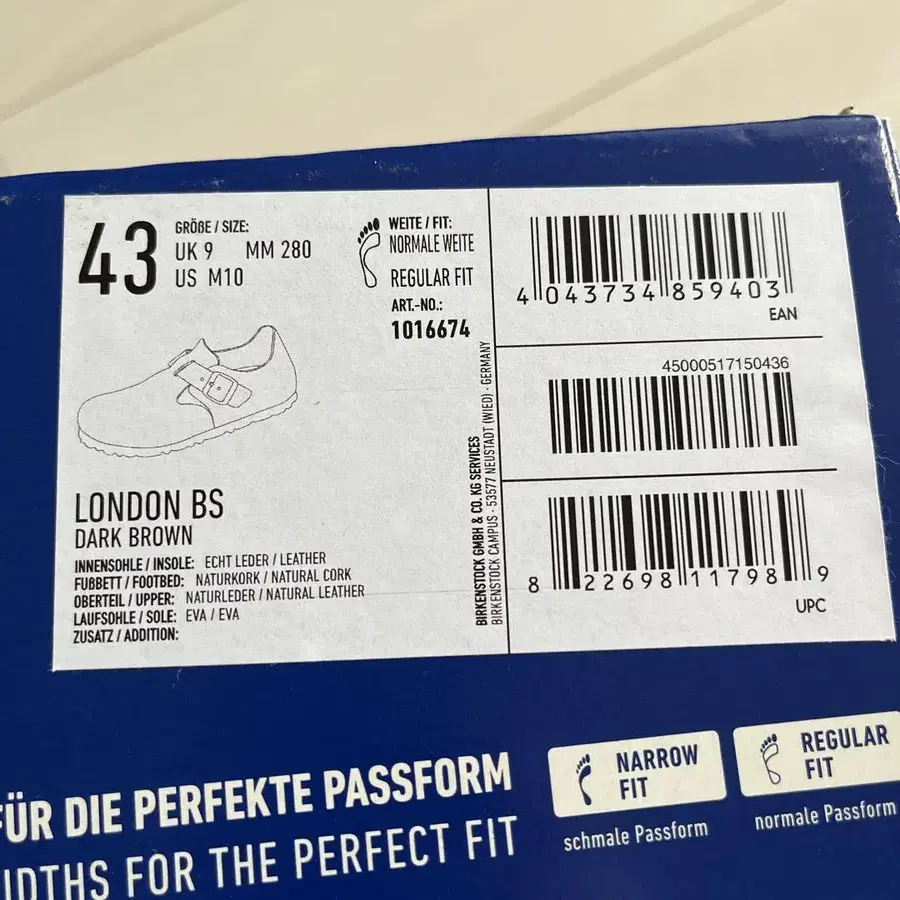 43
GRÖßE / SIZE:
UK 9 MM 280
US M10
WEITE / FIT:
NORMALE WEITE
REGULAR FIT
ART.-NO.:
1016674
LONDON BS
DARK BROWN
INNENSOHLE / INSOLE: ECHT LEDER / LEATHER
FUßBETT / FOOTBED: NATURKORK / NATURAL CORK
OBERTEIL / UPPER: NATURLEDER / NATURAL LEATHER
LAUFSOHLE / SOLE: EVA / EVA
ZUSATZ / ADDITION:
BIRKENSTOCK GMBH & CO. KG SERVICES
BIRKENSTOCK CAMPUS · 53577 NEUSTADT (WIED) · GERMANY
4 043734 859403
EAN
45000517150436
8 22698 11798 9
UPC
FÜR DIE PERFEKTE PASSFORM
IDTHS FOR THE PERFECT FIT
NARROW
FIT
schmale Passform
REGULAR
FIT
normale Passform